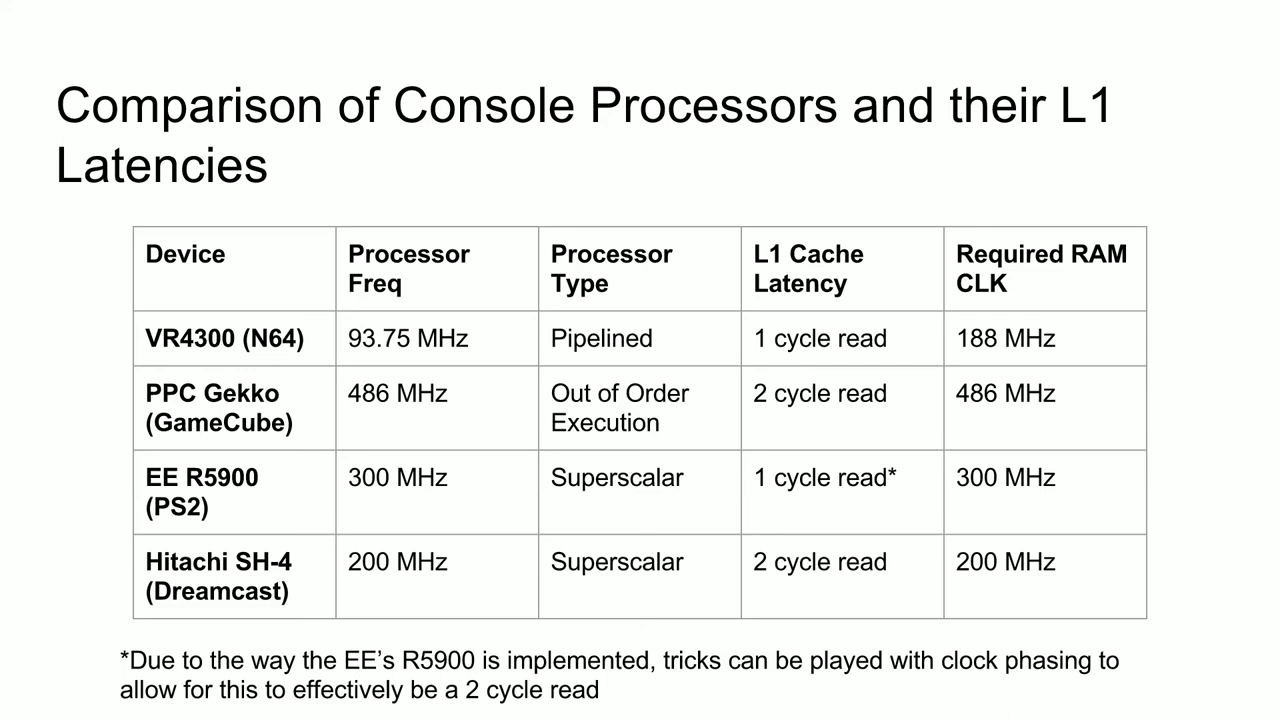 Comparison of Console Processors and their L1
Latencies
Device
Processor
Freq
Processor
Type
L1 Cache
Latency
Required RAM
CLK
VR4300 (N64)
93.75 MHz
Pipelined
1 cycle read
188 MHz
PPC Gekko
(GameCube)
486 MHz
Out of Order
Execution
2 cycle read
486 MHz
EE R5900
(PS2)
300 MHz
Superscalar
1 cycle read*
300 MHz
Hitachi SH-4
(Dreamcast)
200 MHz
Superscalar
2 cycle read
200 MHz
*Due to the way the EE’s R5900 is implemented, tricks can be played with clock phasing to
allow for this to effectively be a 2 cycle read